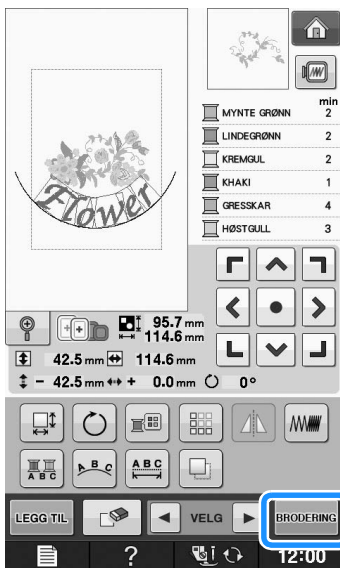 min
MYNTE GRØNN 2
LINDEGRØNN 2
KREMGUL 2
KHAKI 1
GRESSKAR 4
HØSTGULL 3
Flower
95.7 mm
114.6 mm
42.5 mm 114.6 mm
- 42.5 mm + 0.0 mm 0°
A B C
A B C
A B C
LEGG TIL
VELG
BRODERING
?
12:00